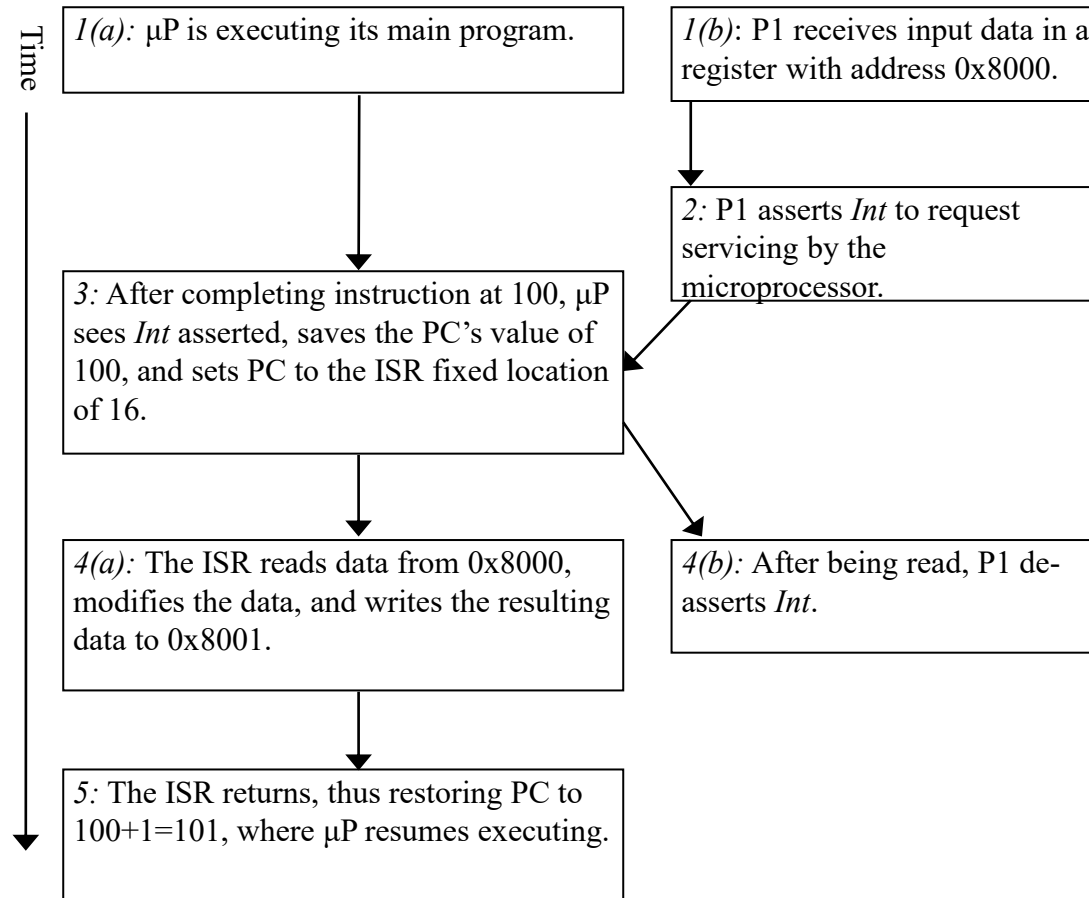 Time
1(a): μP is executing its main program.
1(b): P1 receives input data in a
register with address 0x8000.
2: P1 asserts Int to request
servicing by the
microprocessor.
3: After completing instruction at 100, μP
sees Int asserted, saves the PC’s value of
100, and sets PC to the ISR fixed location
of 16.
4(a): The ISR reads data from 0x8000,
modifies the data, and writes the resulting
data to 0x8001.
4(b): After being read, P1 de-
asserts Int.
5: The ISR returns, thus restoring PC to
100+1=101, where μP resumes executing.